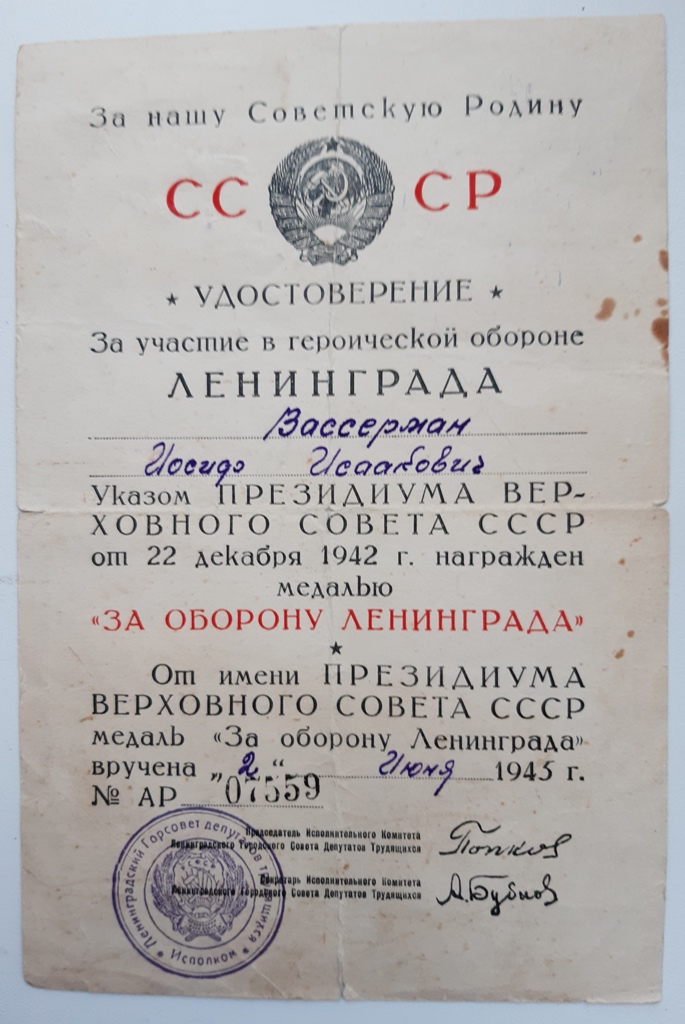 За нашу Советскую Родину
СССР
★ УДОСТОВЕРЕНИЕ ★
За участие в героической обороне
ЛЕНИНГРАДА
Вассерман
Иосиф Исаакович
Указом ПРЕЗИДИУМА ВЕР-
ХОВНОГО СОВЕТА СССР
от 22 декабря 1942 г. награжден
медалью
«ЗА ОБОРОНУ ЛЕНИНГРАДА»
★
От имени ПРЕЗИДИУМА
ВЕРХОВНОГО СОВЕТА СССР
медаль «За оборону Ленинграда»
вручена „2“ Июня 1945 г.
№ АР 07559
Председатель Исполнительного Комитета
Ленинградского Городского Совета Депутатов Трудящихся
Попков
Секретарь Исполнительного Комитета
Ленинградского Городского Совета Депутатов Трудящихся
А. Бубнов
Ленинградский Горсовет депутатов трудящихся
Исполком